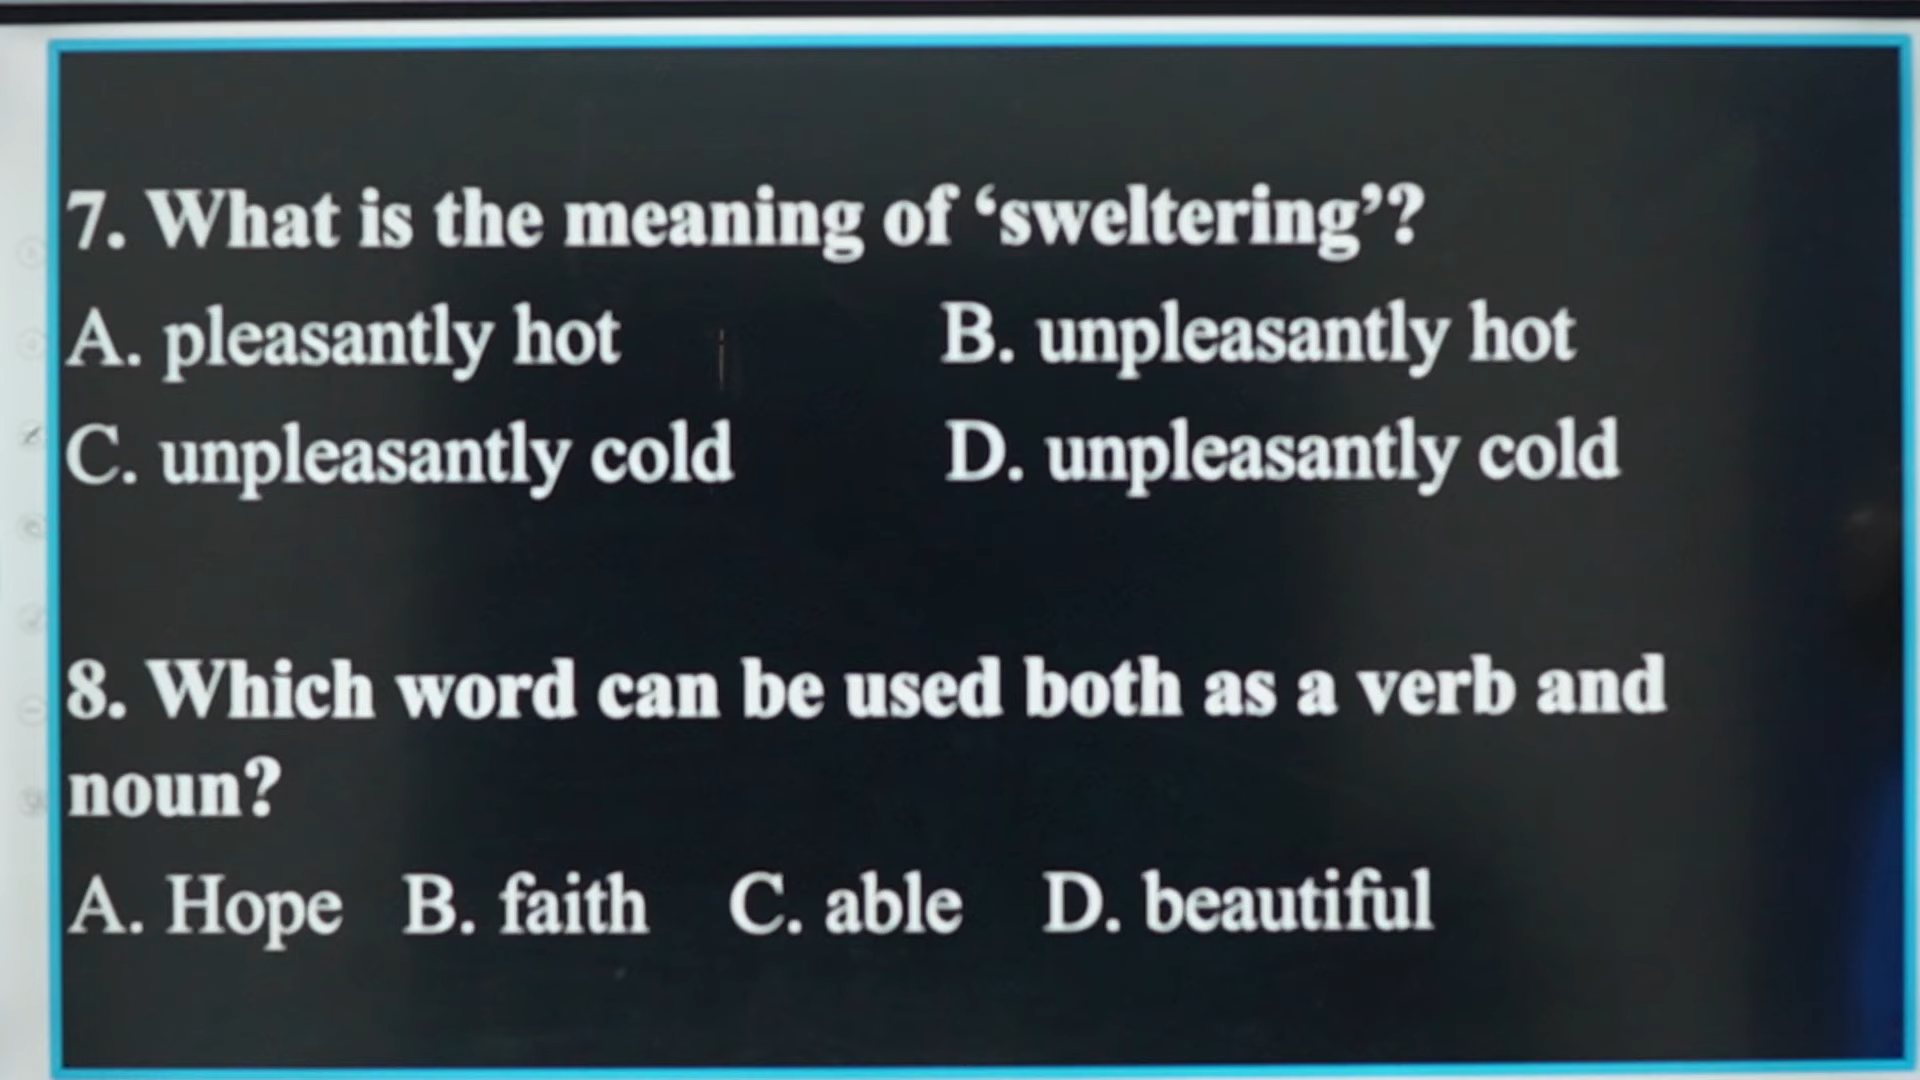 7. What is the meaning of ‘sweltering’?
A. pleasantly hot B. unpleasantly hot
C. unpleasantly cold D. unpleasantly cold
8. Which word can be used both as a verb and
noun?
A. Hope B. faith C. able D. beautiful